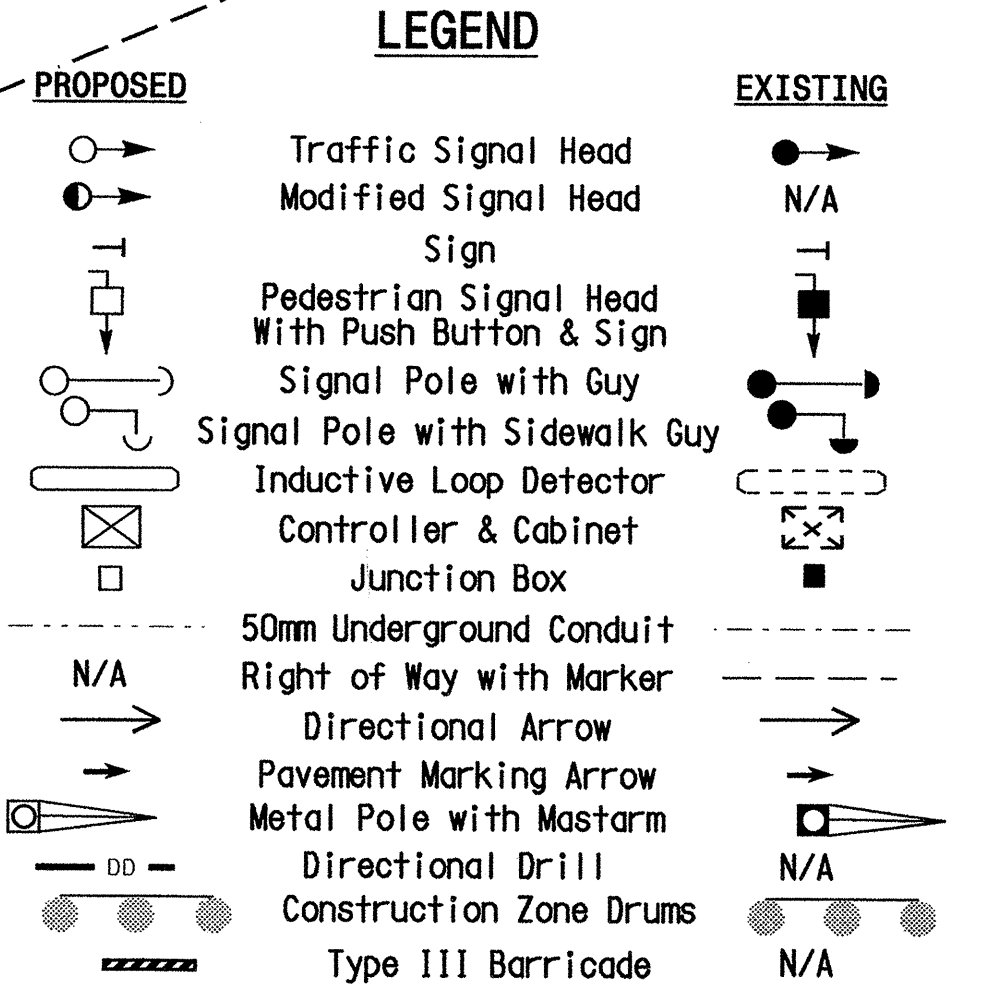 LEGEND
PROPOSED
EXISTING
Traffic Signal Head
Modified Signal Head N/A
Sign
Pedestrian Signal Head
With Push Button & Sign
Signal Pole with Guy
Signal Pole with Sidewalk Guy
Inductive Loop Detector
Controller & Cabinet
Junction Box
50mm Underground Conduit
N/A Right of Way with Marker
Directional Arrow
Pavement Marking Arrow
Metal Pole with Mastarm
DD Directional Drill N/A
Construction Zone Drums
Type III Barricade N/A